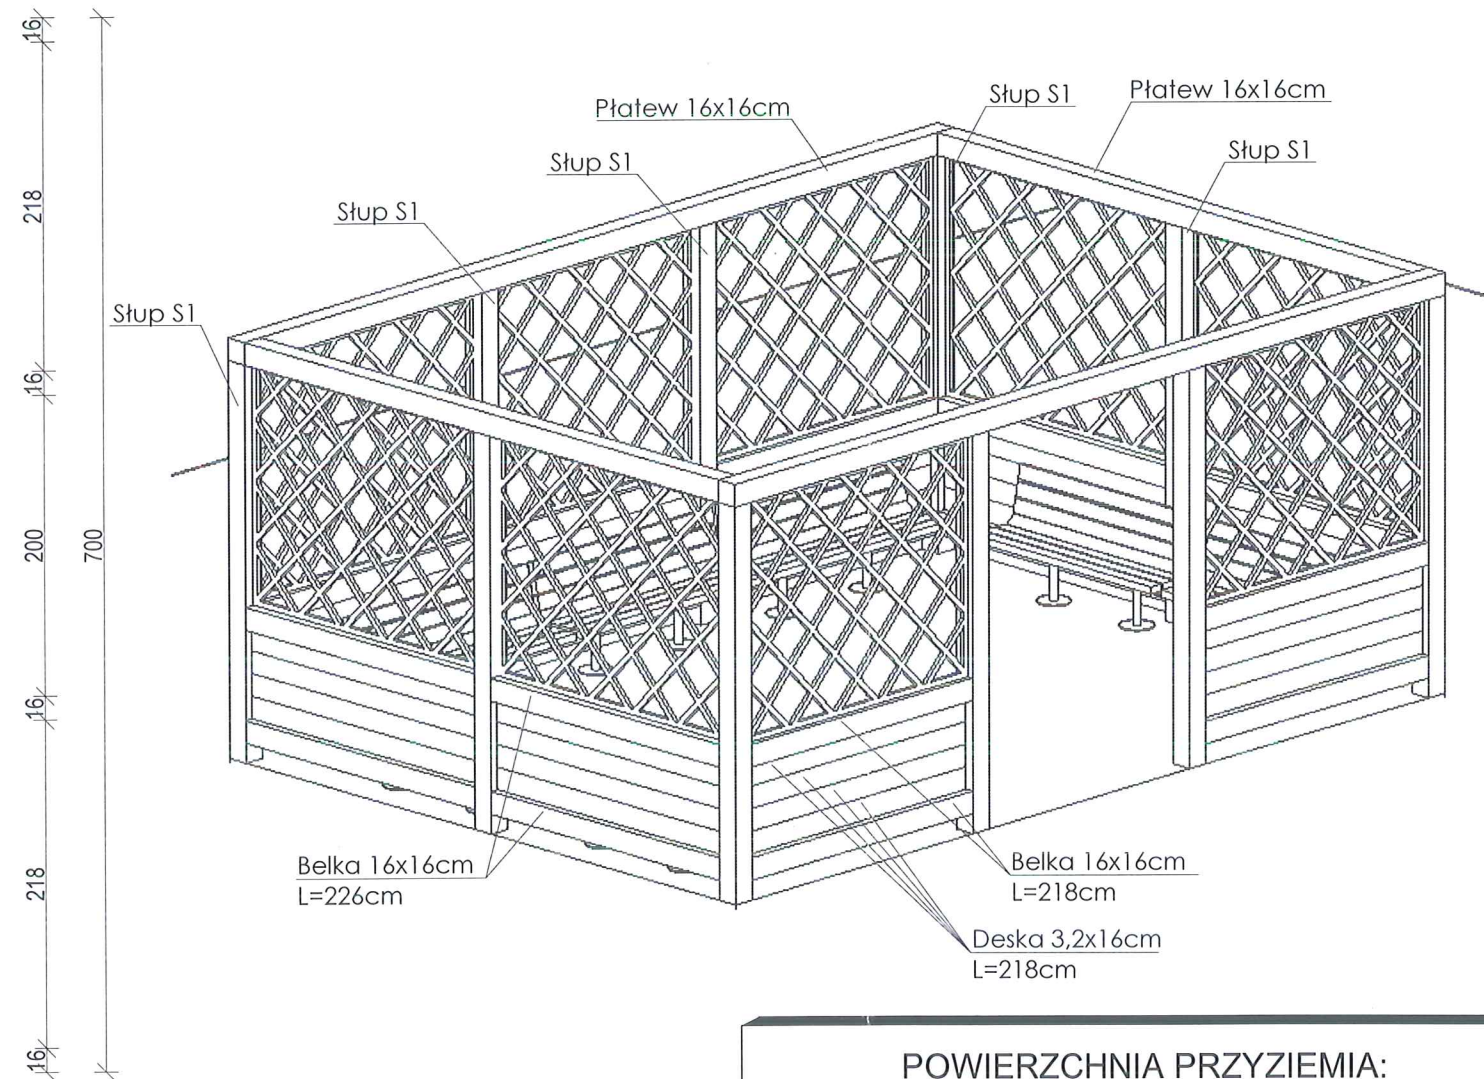 16
218
16
200
700
16
218
16
Płatew 16x16cm
Słup S1
Płatew 16x16cm
Słup S1
Słup S1
Słup S1
Słup S1
Belka 16x16cm
L=226cm
Belka 16x16cm
L=218cm
Deska 3,2x16cm
L=218cm
POWIERZCHNIA PRZYZIEMIA: